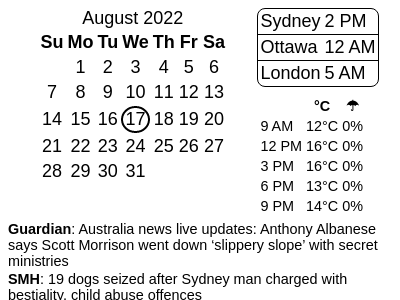 August 2022
Su Mo Tu We Th Fr Sa
1 2 3 4 5 6
7 8 9 10 11 12 13
14 15 16 17 18 19 20
21 22 23 24 25 26 27
28 29 30 31
Sydney 2 PM
Ottawa 12 AM
London 5 AM
°C ☂
9 AM 12°C 0%
12 PM 16°C 0%
3 PM 16°C 0%
6 PM 13°C 0%
9 PM 14°C 0%
Guardian: Australia news live updates: Anthony Albanese
says Scott Morrison went down ‘slippery slope’ with secret
ministries
SMH: 19 dogs seized after Sydney man charged with
bestiality, child abuse offences